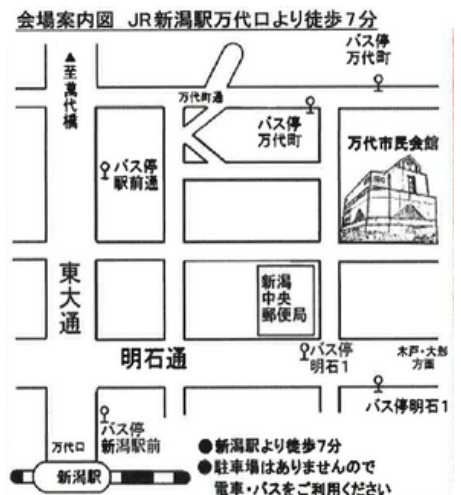 会場案内図 JR新潟駅万代口より徒歩7分
バス停
万代町
▲至萬代橋
万代町通
バス停
万代町
万代市民会館
バス停
駅前通
東大通
新潟
中央
郵便局
明石通
バス停
明石1
木戸・大形
方面
バス停明石1
バス停
新潟駅前
万代口
新潟駅
●新潟駅より徒歩7分
●駐車場はありませんので
電車・バスをご利用ください